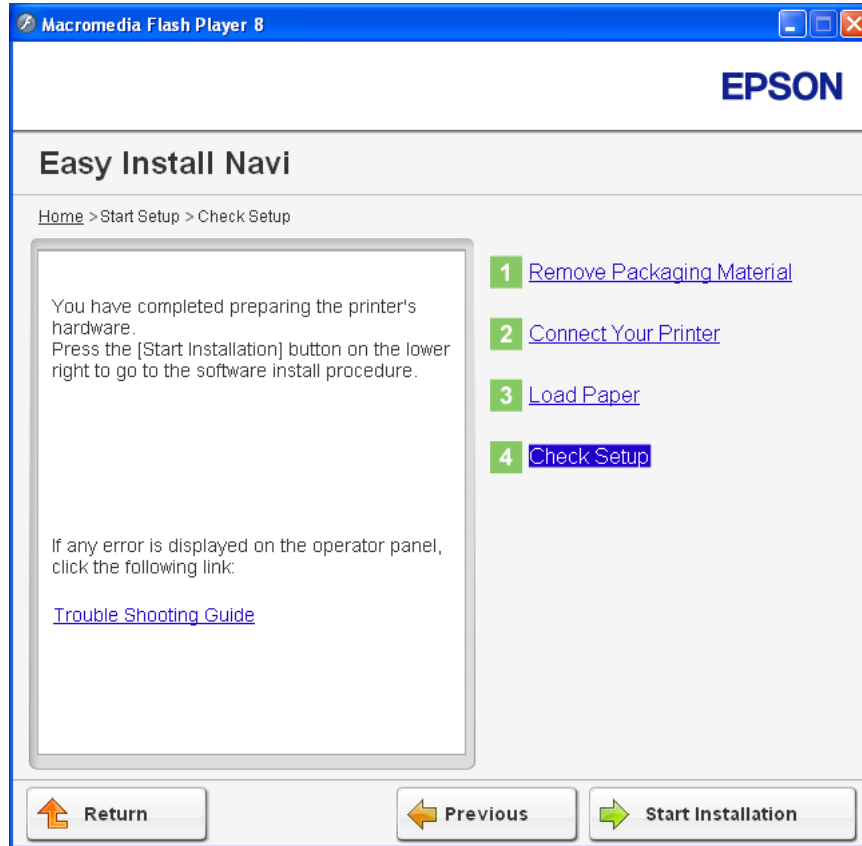 Macromedia Flash Player 8
EPSON
Easy Install Navi
Home > Start Setup > Check Setup
You have completed preparing the printer's
hardware.
Press the [Start Installation] button on the lower
right to go to the software install procedure.
If any error is displayed on the operator panel,
click the following link:
Trouble Shooting Guide
1 Remove Packaging Material
2 Connect Your Printer
3 Load Paper
4 Check Setup
Return
Previous
Start Installation